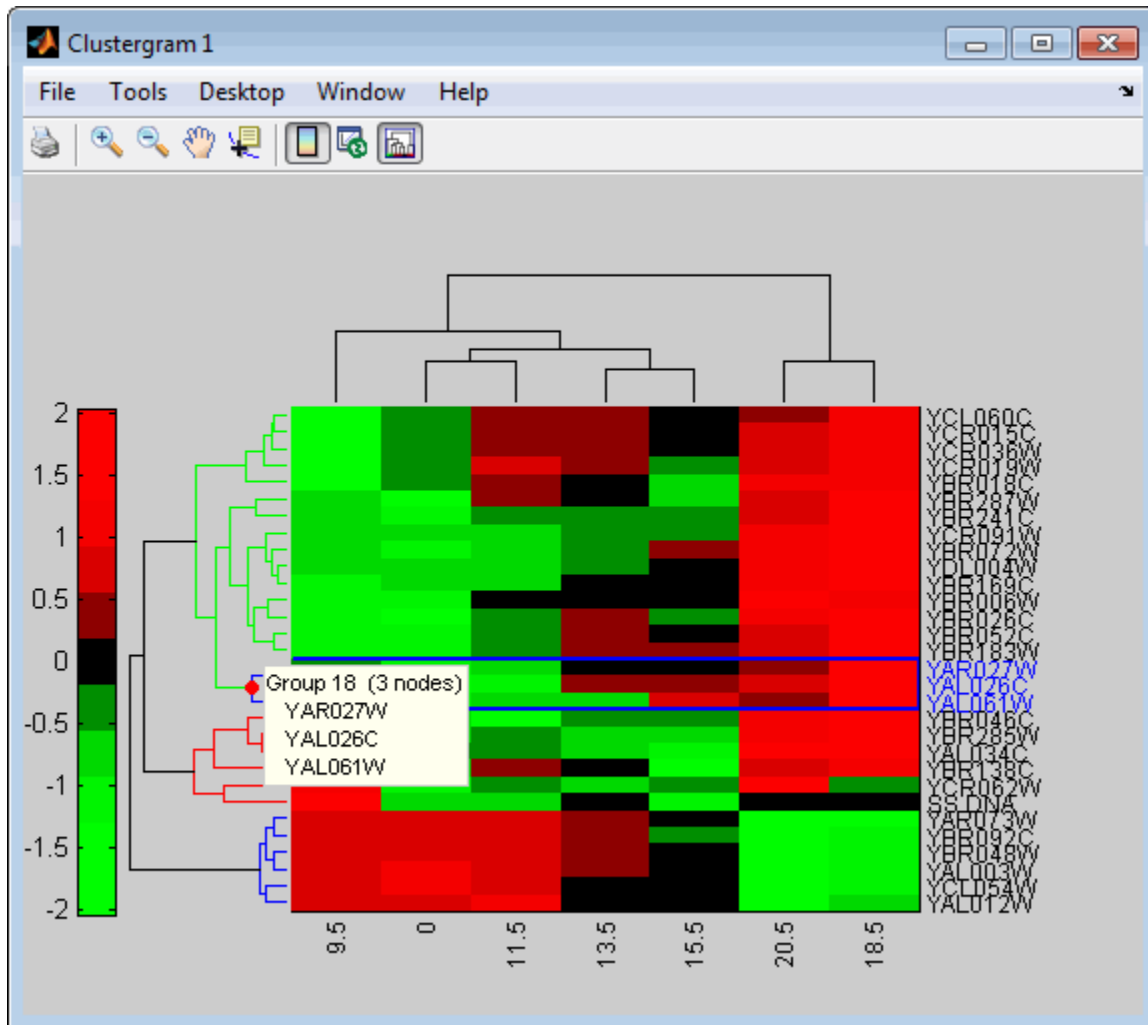 Clustergram 1
File Tools Desktop Window Help
2
1.5
1
0.5
0
-0.5
-1
-1.5
-2
YCL060C
YCR015C
YCR036W
YCR019W
YBR018C
YBR287W
YBR241C
YCR091W
YBR072W
YDL004W
YBR169C
YBR006W
YBR026C
YBR052C
YBR183W
YAR027W
YAL026C
YAL061W
YBR046C
YBR285W
YAL034C
YBR138C
YCR062W
SS DNA
YAR073W
YBR092C
YBR048W
YAL003W
YCL054W
YAL012W
Group 18 (3 nodes)
YAR027W
YAL026C
YAL061W
9.5 0 11.5 13.5 15.5 20.5 18.5